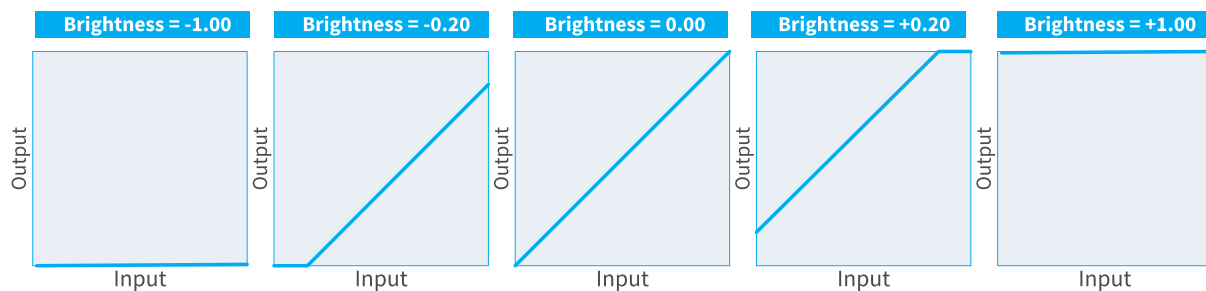 Brightness = -1.00
Brightness = -0.20
Brightness = 0.00
Brightness = +0.20
Brightness = +1.00
Output
Output
Output
Output
Output
Input
Input
Input
Input
Input